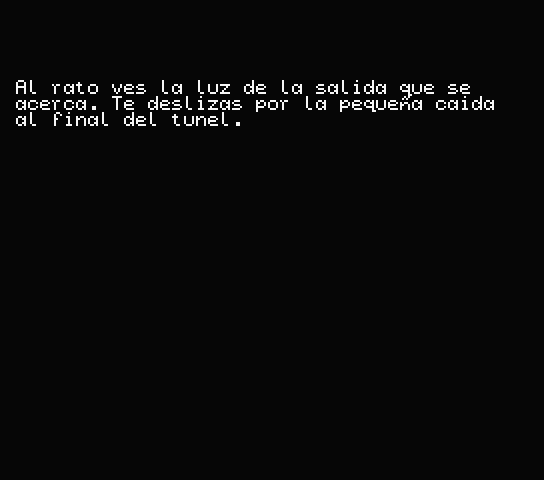 Al rato ves la luz de la salida que se
acerca. Te deslizas por la pequeña caida
al final del tunel.